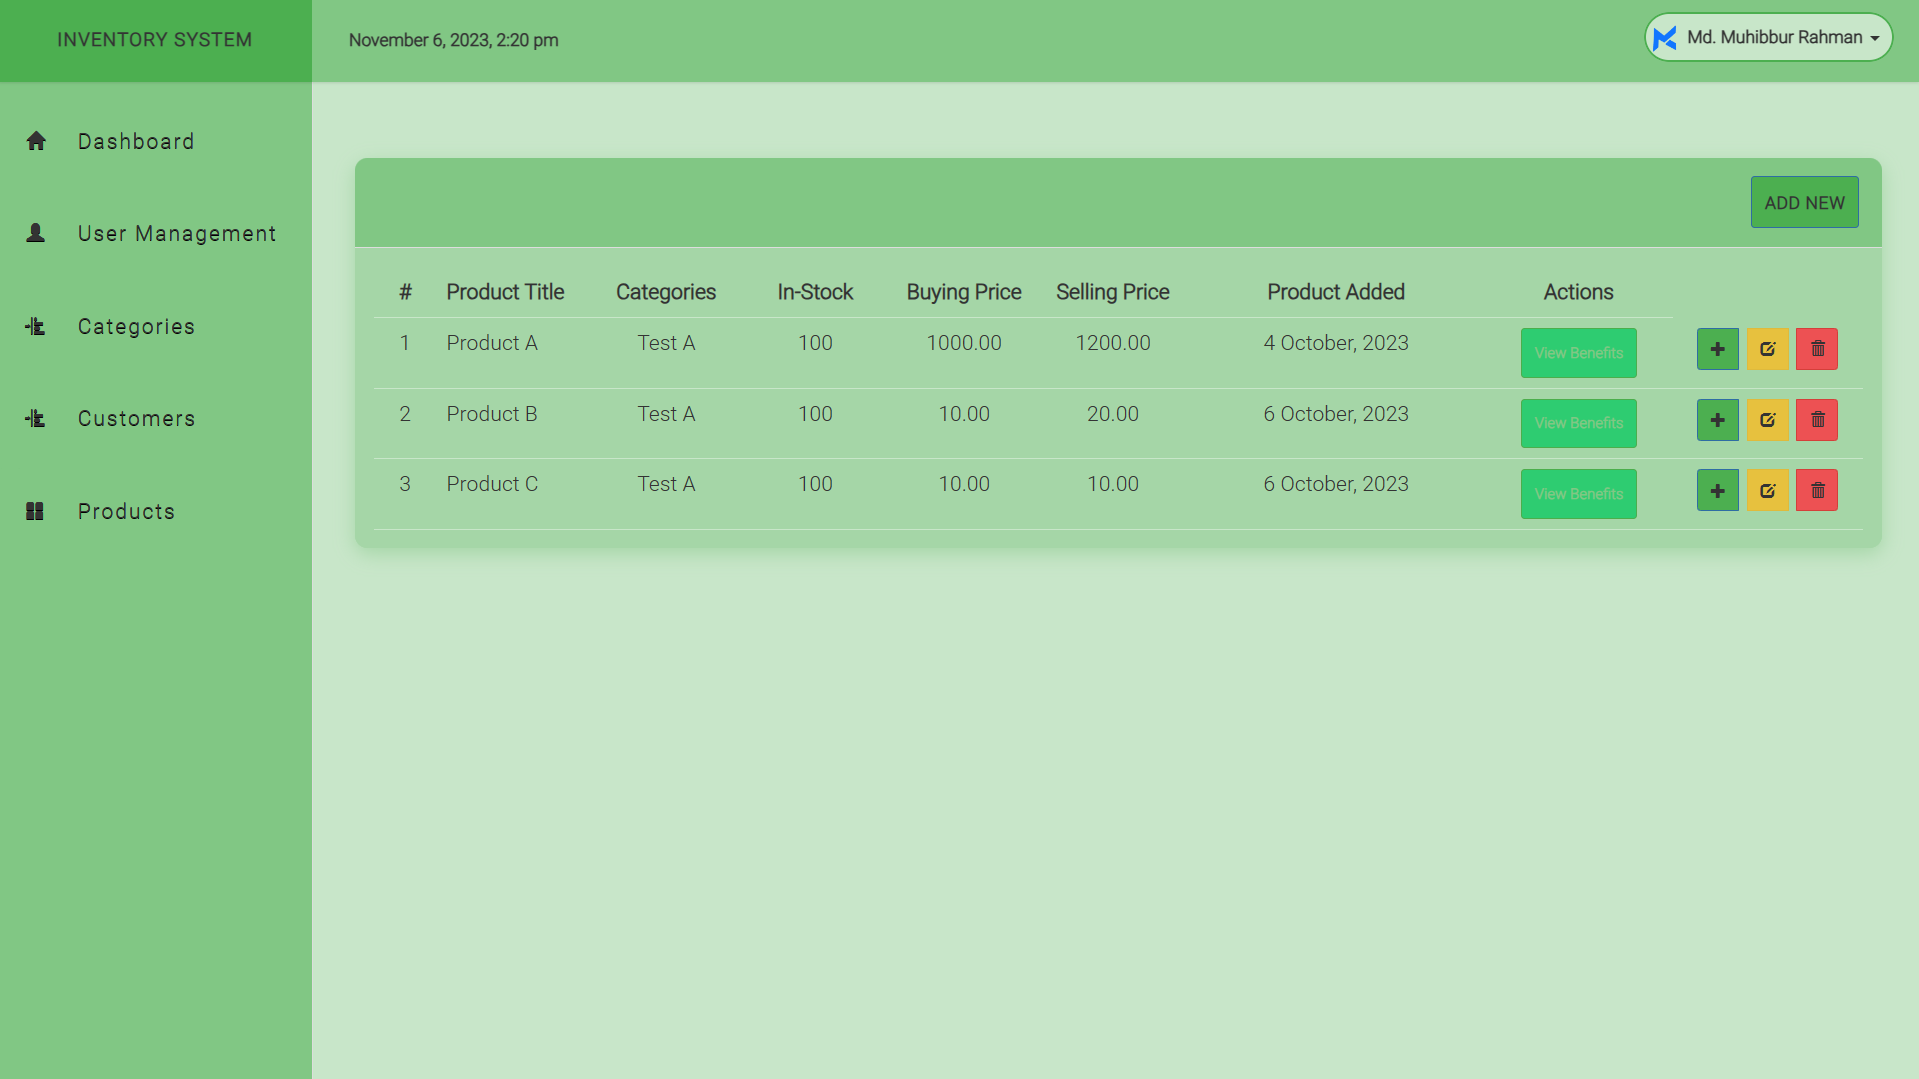 INVENTORY SYSTEM
November 6, 2023, 2:20 pm
Md. Muhibbur Rahman
Dashboard
User Management
Categories
Customers
Products
ADD NEW
# Product Title Categories In-Stock Buying Price Selling Price Product Added Actions
1 Product A Test A 100 1000.00 1200.00 4 October, 2023 View Benefits
2 Product B Test A 100 10.00 20.00 6 October, 2023 View Benefits
3 Product C Test A 100 10.00 10.00 6 October, 2023 View Benefits